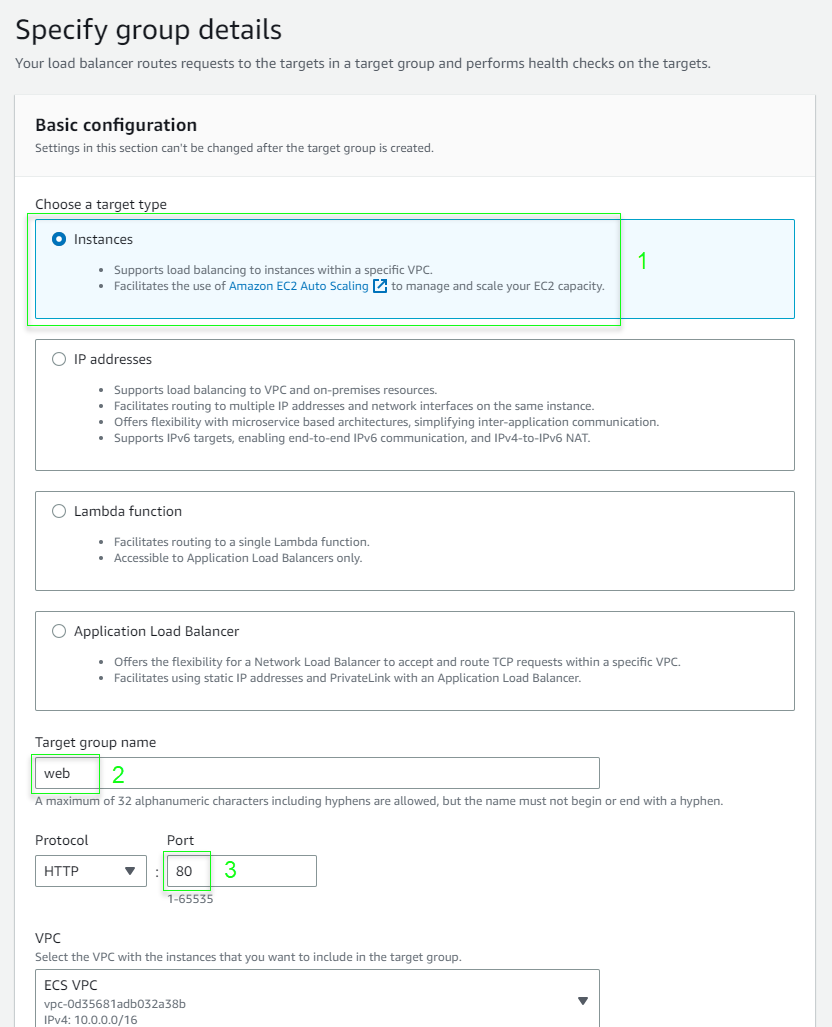 Specify group details
Your load balancer routes requests to the targets in a target group and performs health checks on the targets.
Basic configuration
Settings in this section can't be changed after the target group is created.
Choose a target type
Instances
1
Supports load balancing to instances within a specific VPC.
Facilitates the use of Amazon EC2 Auto Scaling to manage and scale your EC2 capacity.
IP addresses
Supports load balancing to VPC and on-premises resources.
Facilitates routing to multiple IP addresses and network interfaces on the same instance.
Offers flexibility with microservice based architectures, simplifying inter-application communication.
Supports IPv6 targets, enabling end-to-end IPv6 communication, and IPv4-to-IPv6 NAT.
Lambda function
Facilitates routing to a single Lambda function.
Accessible to Application Load Balancers only.
Application Load Balancer
Offers the flexibility for a Network Load Balancer to accept and route TCP requests within a specific VPC.
Facilitates using static IP addresses and PrivateLink with an Application Load Balancer.
Target group name
web 2
A maximum of 32 alphanumeric characters including hyphens are allowed, but the name must not begin or end with a hyphen.
Protocol Port
HTTP : 80 3
1-65535
VPC
Select the VPC with the instances that you want to include in the target group.
ECS VPC
vpc-0d35681adb032a38b
IPv4: 10.0.0.0/16